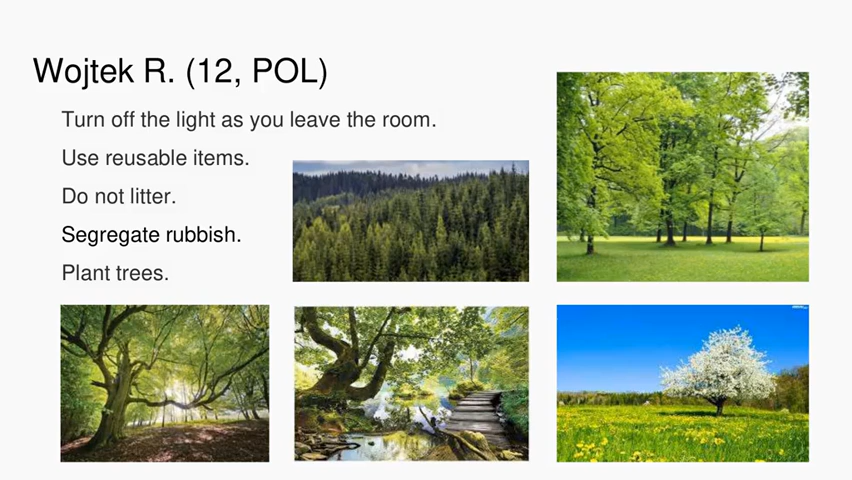 Wojtek R. (12, POL)
Turn off the light as you leave the room.
Use reusable items.
Do not litter.
Segregate rubbish.
Plant trees.